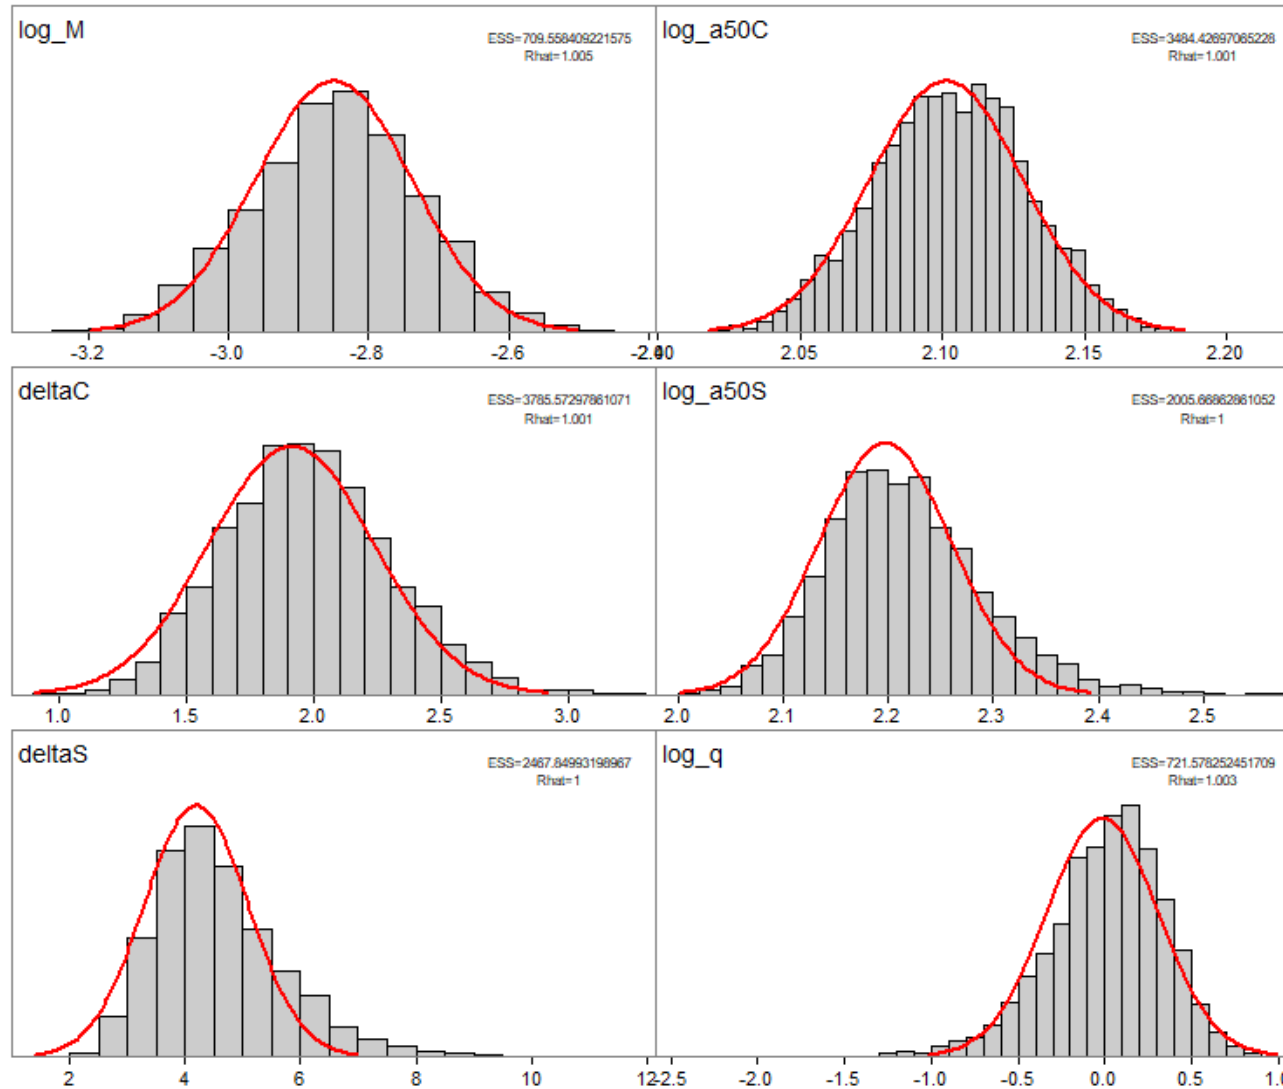 log_M
ESS=709.558409221575
Rhat=1.005
log_a50C
ESS=3484.42697065228
Rhat=1.001
-3.2 -3.0 -2.8 -2.6
2.05 2.10 2.15 2.20
deltaC
ESS=3785.57297861071
Rhat=1.001
log_a50S
ESS=2005.66862861052
Rhat=1
1.0 1.5 2.0 2.5 3.0
2.0 2.1 2.2 2.3 2.4 2.5
deltaS
ESS=2467.84993198967
Rhat=1
log_q
ESS=721.578252451709
Rhat=1.003
2 4 6 8 10
-2.0 -1.5 -1.0 -0.5 0.0 0.5 1.0